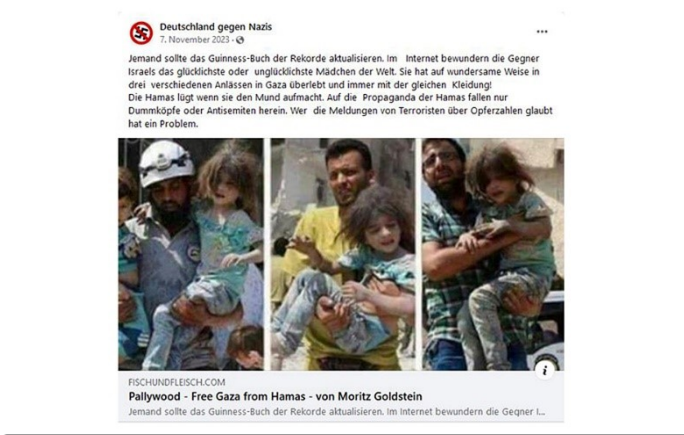 Deutschland gegen Nazis
7. November 2023 ·
Jemand sollte das Guinness-Buch der Rekorde aktualisieren. Im Internet bewundern die Gegner
Israels das glücklichste oder unglücklichste Mädchen der Welt. Sie hat auf wundersame Weise in
drei verschiedenen Anlässen in Gaza überlebt und immer mit der gleichen Kleidung!
Die Hamas lügt wenn sie den Mund aufmacht. Auf die Propaganda der Hamas fallen nur
Dummköpfe oder Antisemiten herein. Wer die Meldungen von Terroristen über Opferzahlen glaubt
hat ein Problem.
FISCHUNDFLEISCH.COM
Pallywood - Free Gaza from Hamas - von Moritz Goldstein
Jemand sollte das Guinness-Buch der Rekorde aktualisieren. Im Internet bewundern die Gegner I...